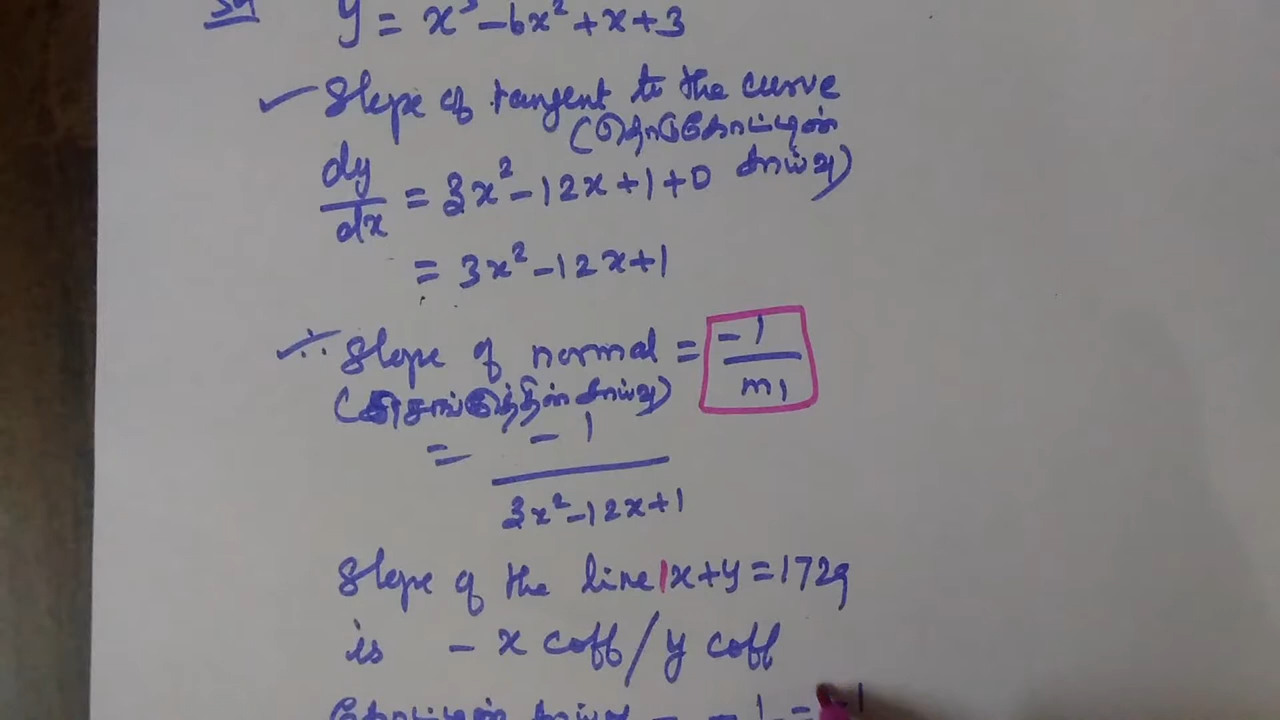 y = x³ - 6x² + x + 3
Slope of tangent to the curve
(தொடுகோட்டின்
சாய்வு)
dy/dx = 3x² - 12x + 1 + 0
= 3x² - 12x + 1
∴ Slope of normal = -1/m₁
(செங்குத்தின் சாய்வு)
= -1/3x² - 12x + 1
Slope of the line 1x + y = 1729
is - x coff / y coff
கோட்டின் சாய்வு